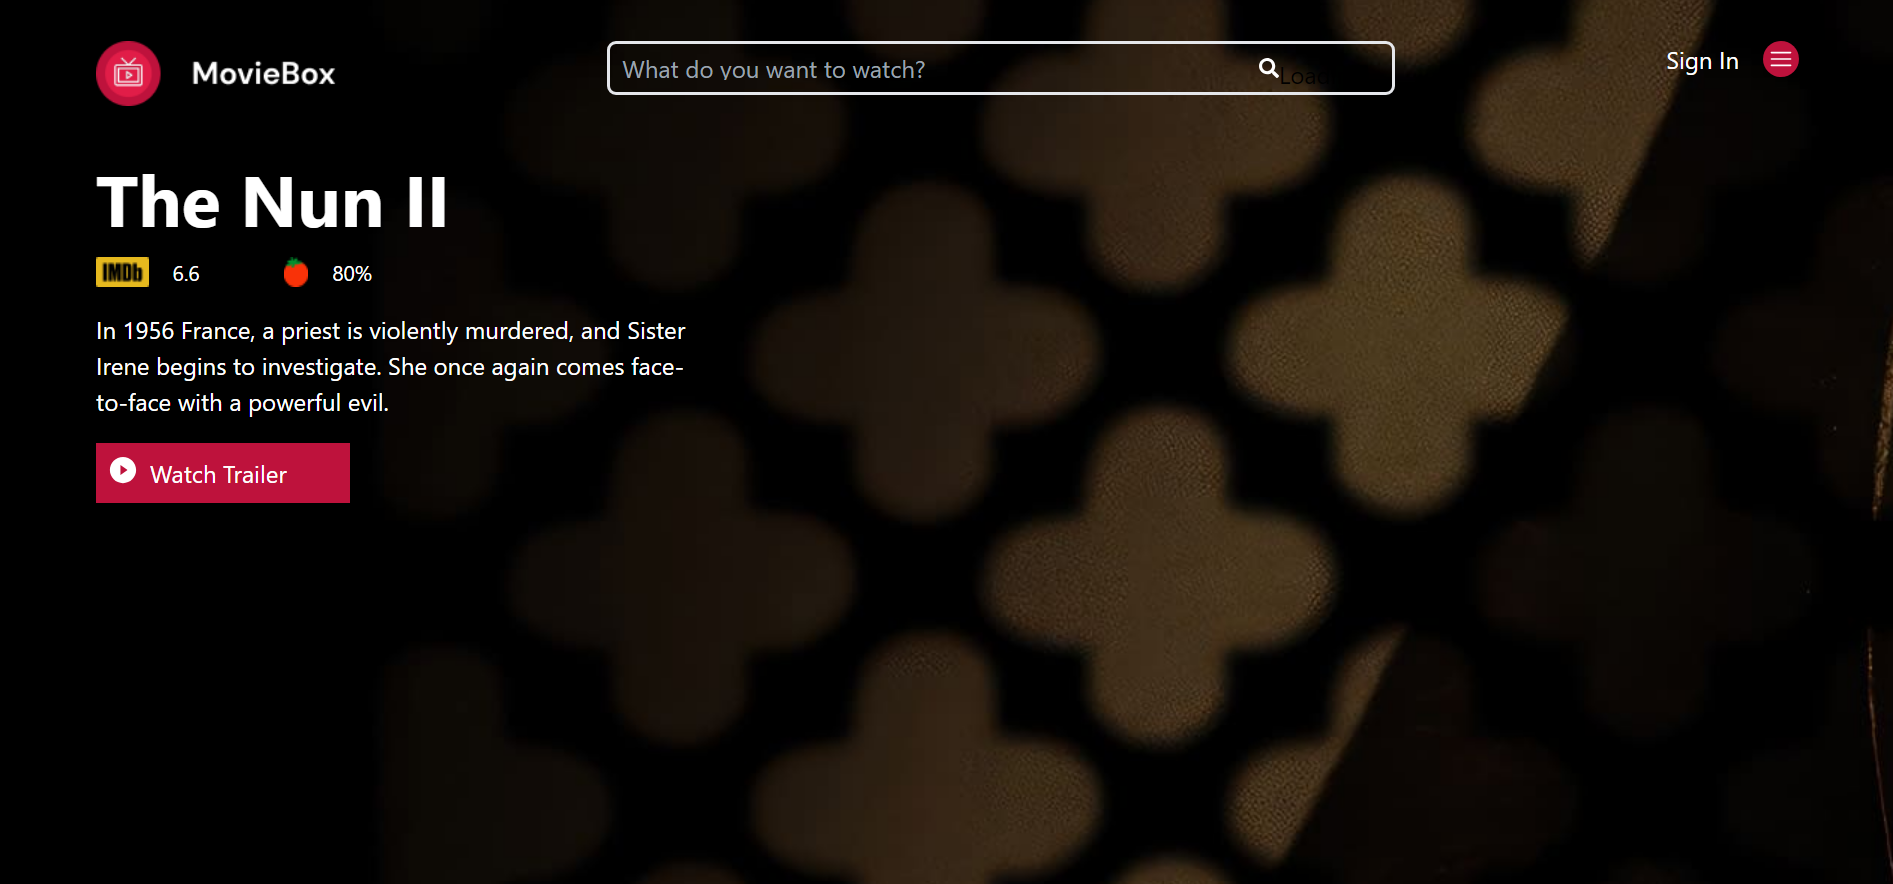 MovieBox
What do you want to watch?
Sign In
The Nun II
IMDb 6.6 80%
In 1956 France, a priest is violently murdered, and Sister
Irene begins to investigate. She once again comes face-
to-face with a powerful evil.
Watch Trailer